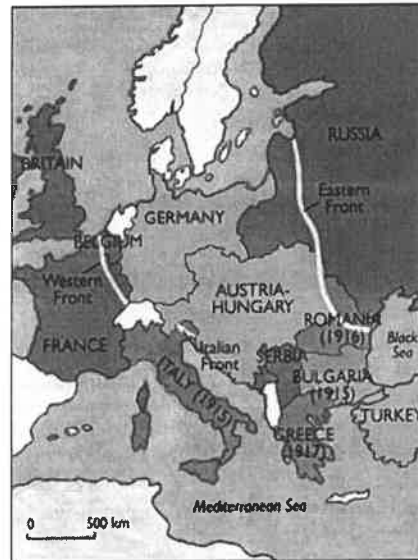 RUSSIA
BRITAIN
Eastern
Front
GERMANY
BELGIUM
Western
Front
AUSTRIA-
HUNGARY
ROMANIA
(1916)
Black
Sea
FRANCE
Italian
Front
SERBIA
BULGARIA
(1915)
ITALY (1915)
TURKEY
GREECE
(1917)
Mediterranean Sea
0 500 km